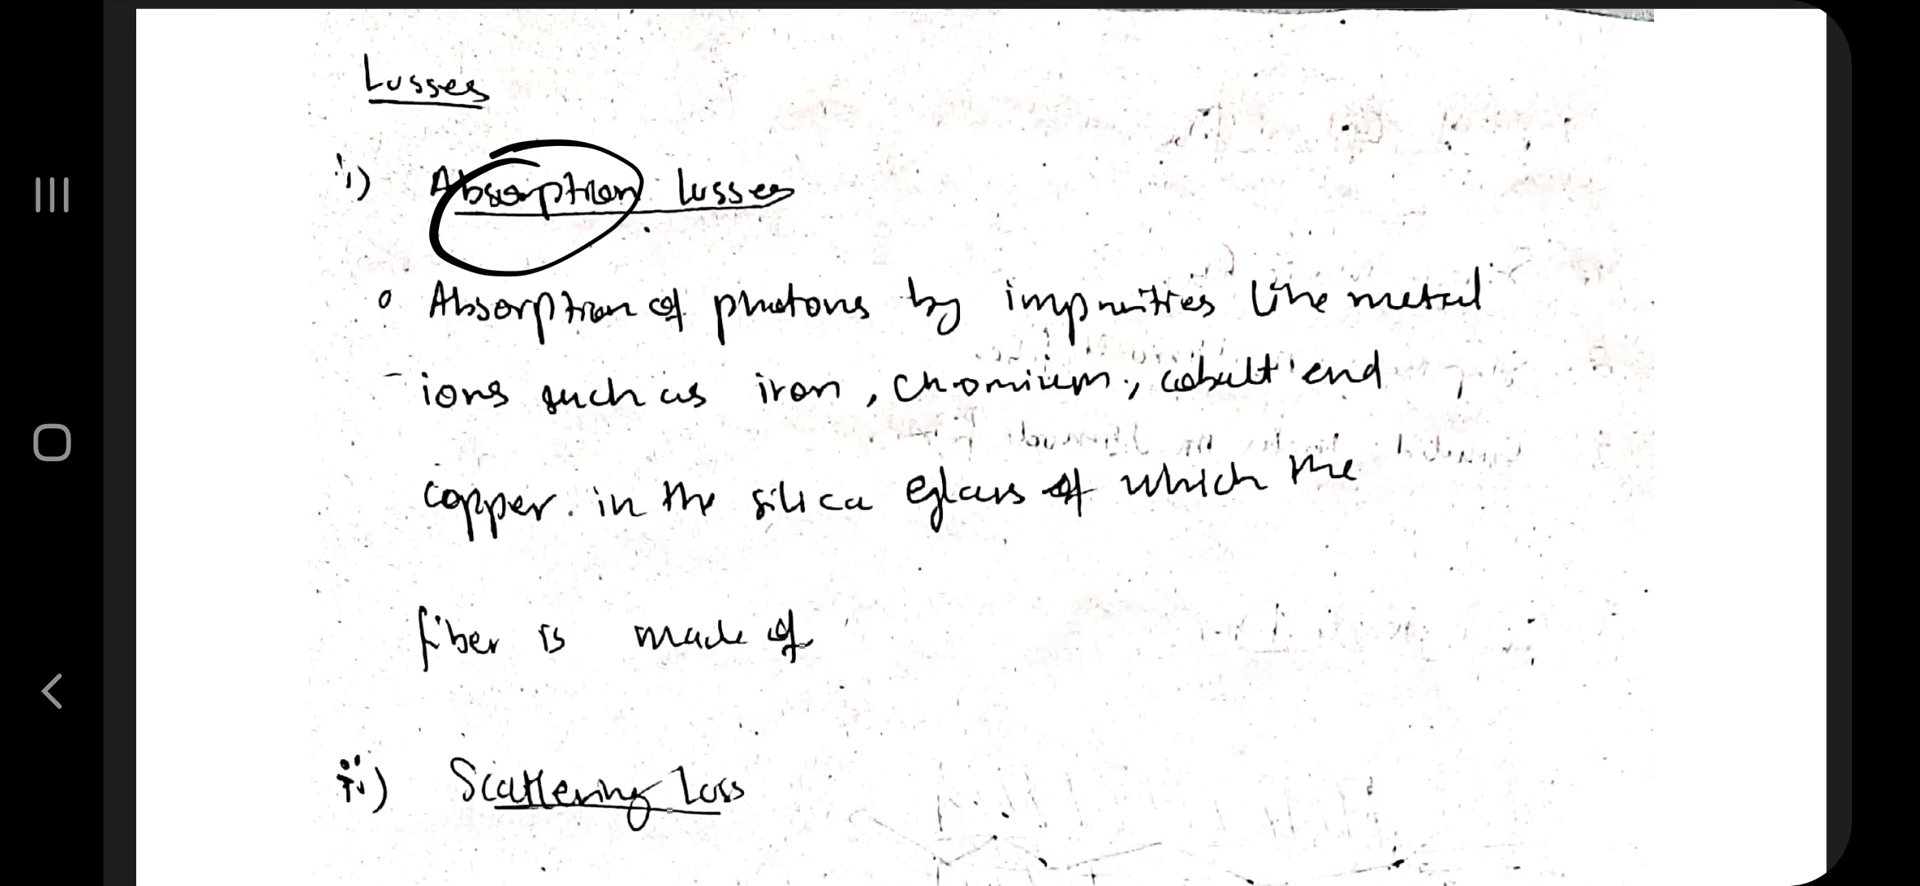 Losses
i) Absorption losses
o Absorption of photons by impurities like metal
- ions such as iron, chromium, cobalt and
copper in the silica glass of which the
fiber is made of
ii) Scattering Loss